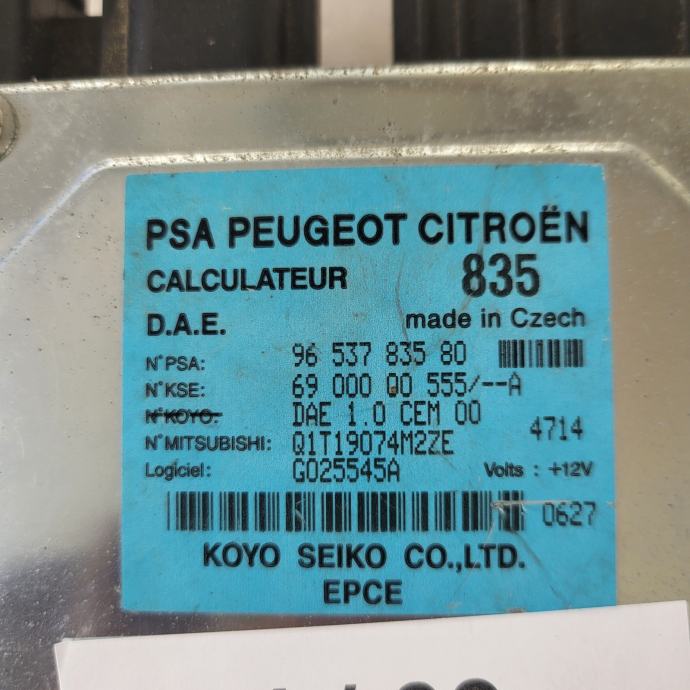 PSA PEUGEOT CITROËN
CALCULATEUR 835
D.A.E. made in Czech
N°PSA: 96 537 835 80
N°KSE: 69 000 00 555/--A
N°KOYO: DAE 1.0 CEM 00
N°MITSUBISHI: Q1T19074M2ZE 4714
Logiciel: G025545A Volts : +12V
0627
KOYO SEIKO CO.,LTD.
EPCE